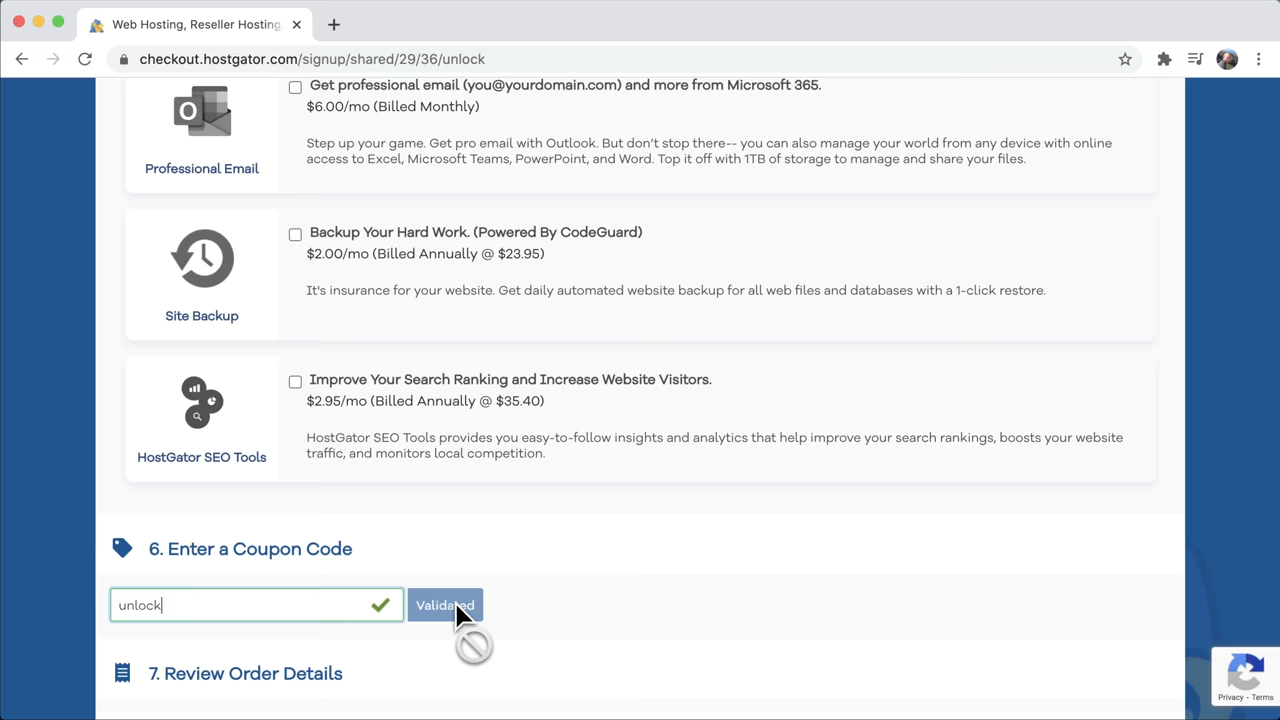 Web Hosting, Reseller Hosting,
checkout.hostgator.com/signup/shared/29/36/unlock
Get professional email (you@yourdomain.com) and more from Microsoft 365.
$6.00/mo (Billed Monthly)
Step up your game. Get pro email with Outlook. But don't stop there-- you can also manage your world from any device with online
access to Excel, Microsoft Teams, PowerPoint, and Word. Top it off with 1TB of storage to manage and share your files.
Professional Email
Backup Your Hard Work. (Powered By CodeGuard)
$2.00/mo (Billed Annually @ $23.95)
It's insurance for your website. Get daily automated website backup for all web files and databases with a 1-click restore.
Site Backup
Improve Your Search Ranking and Increase Website Visitors.
$2.95/mo (Billed Annually @ $35.40)
HostGator SEO Tools provides you easy-to-follow insights and analytics that help improve your search rankings, boosts your website
traffic, and monitors local competition.
HostGator SEO Tools
6. Enter a Coupon Code
unlock
Validated
7. Review Order Details
Privacy - Terms